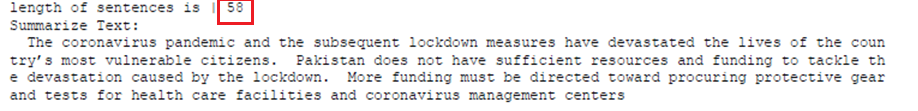 length of sentences is | 58
Summarize Text:
The coronavirus pandemic and the subsequent lockdown measures have devastated the lives of the coun
try's most vulnerable citizens.  Pakistan does not have sufficient resources and funding to tackle th
e devastation caused by the lockdown.  More funding must be directed toward procuring protective gear
and tests for health care facilities and coronavirus management centers